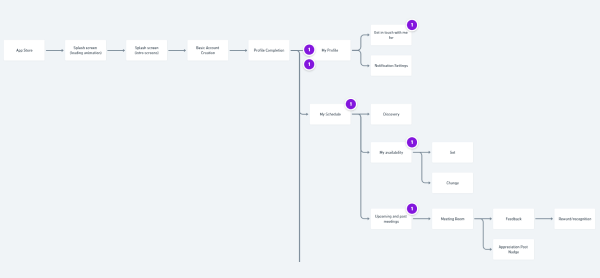 App Store
Splash screen
(loading animation)
Splash screen
(intro screens)
Basic Account
Creation
Profile Completion
1
1
My Profile
1
Get in touch with me
for
Notification Settings
1
My Schedule
Discovery
1
My availability
Set
Change
1
Upcoming and past
meetings
Meeting Room
Feedback
Reward/recognition
Appreciation Post
Nudge